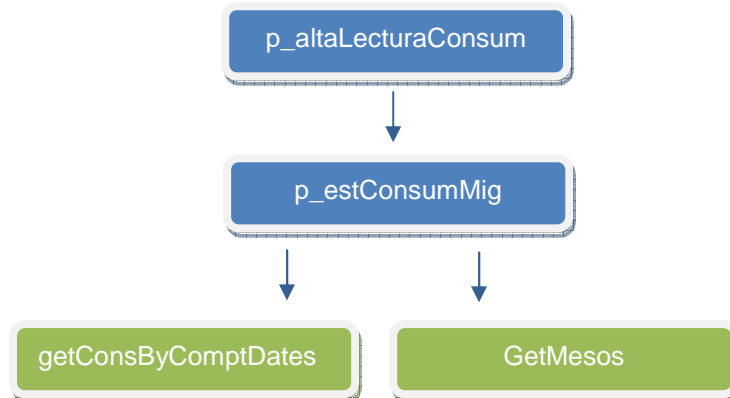 p_altaLecturaConsum
p_estConsumMig
getConsByComptDates
GetMesos